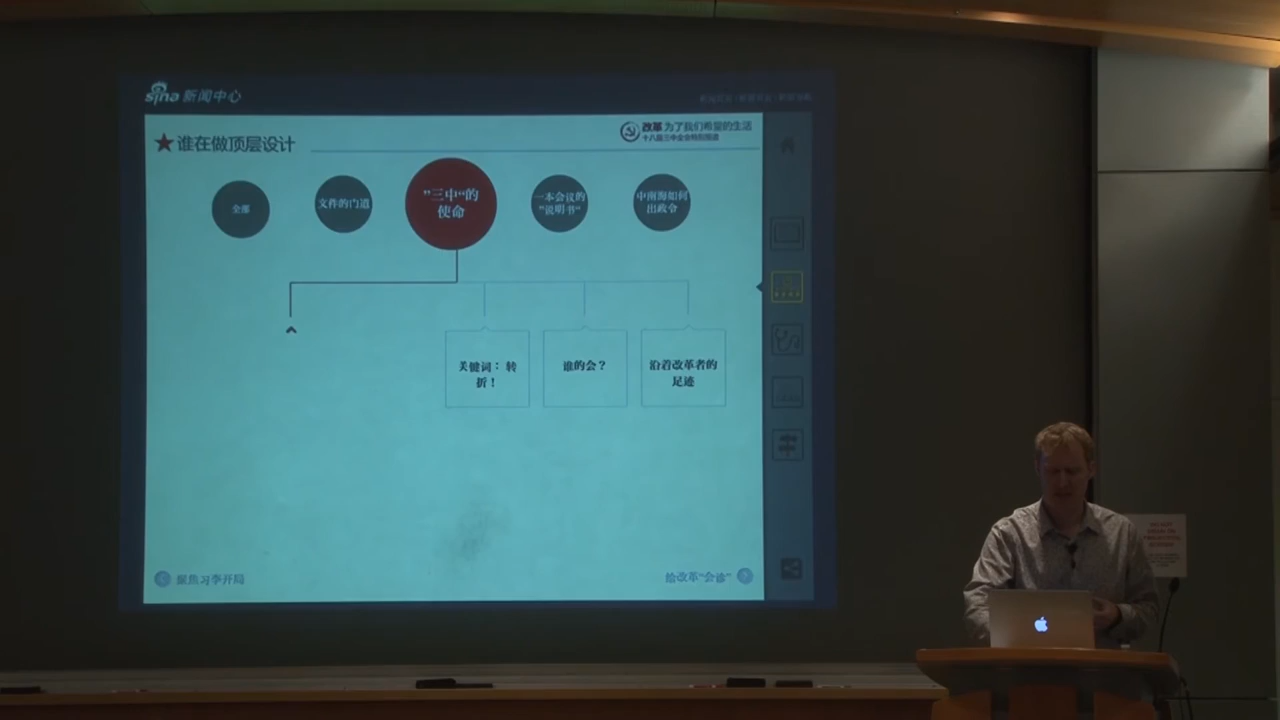 sina 新闻中心
改革 为了我们希望的生活
十八届三中全会特别报道
★谁在做顶层设计
全部
文件的门道
"三中"的
使命
一本会议的
"说明书"
中南海如何
出政令
关键词：转
折！
谁的会？
沿着改革者的
足迹
聚焦习李开局
给改革"会诊"